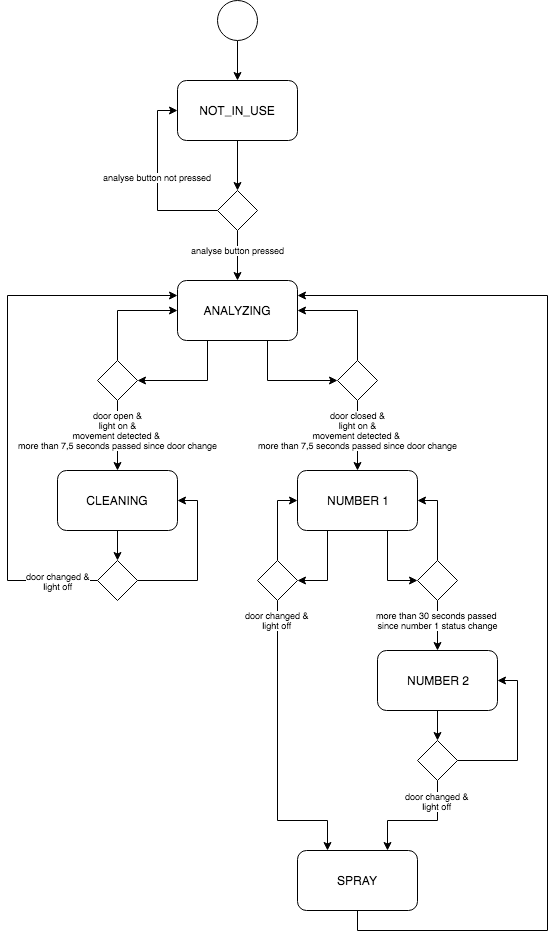 NOT_IN_USE
analyse button not pressed
analyse button pressed
ANALYZING
door open &
light on &
movement detected &
more than 7,5 seconds passed since door change
door closed &
light on &
movement detected &
more than 7,5 seconds passed since door change
CLEANING
NUMBER 1
door changed &
light off
door changed &
light off
more than 30 seconds passed
since number 1 status change
NUMBER 2
door changed &
light off
SPRAY